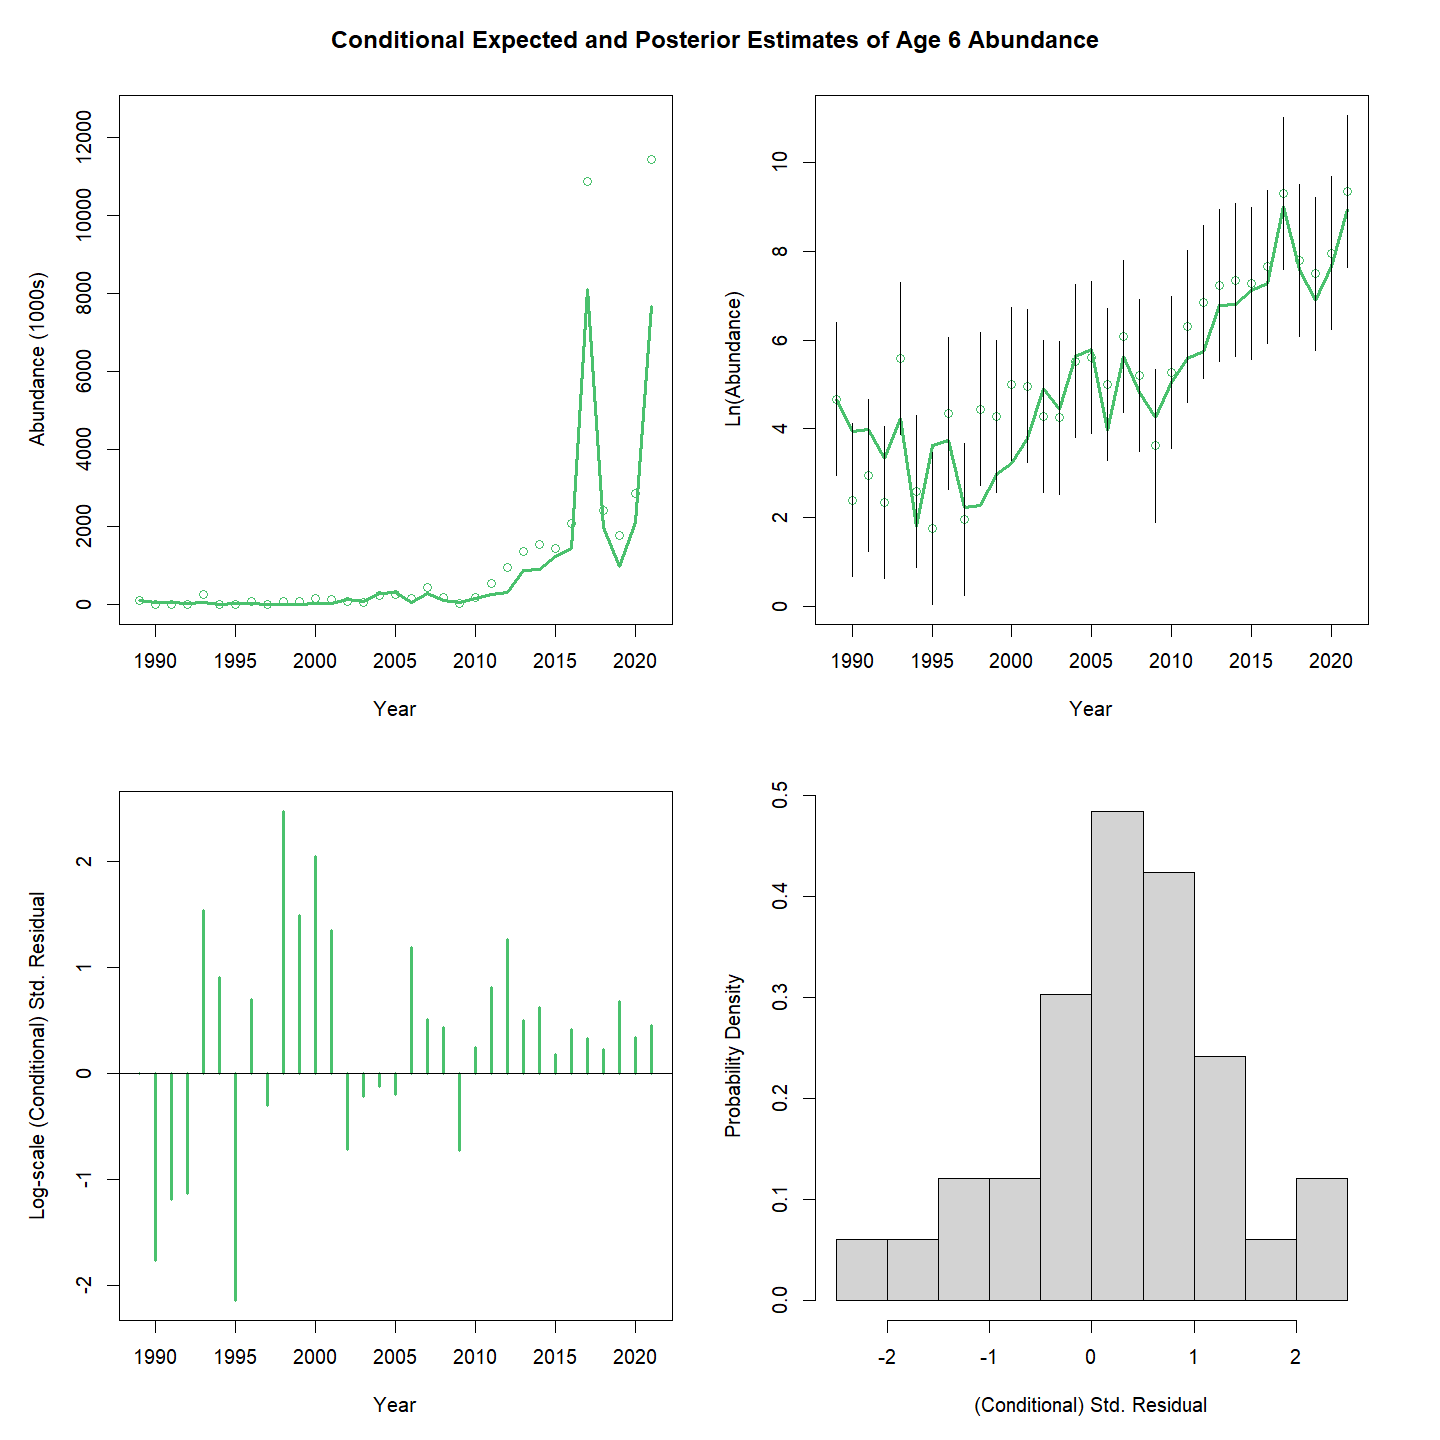 Conditional Expected and Posterior Estimates of Age 6 Abundance
Abundance (1000s)
12000
10000
8000
6000
4000
2000
0
1990 1995 2000 2005 2010 2015 2020
Year
Ln(Abundance)
10
8
6
4
2
0
1990 1995 2000 2005 2010 2015 2020
Year
Log-scale (Conditional) Std. Residual
2
1
0
-1
-2
1990 1995 2000 2005 2010 2015 2020
Year
Probability Density
0.5
0.4
0.3
0.2
0.1
0.0
-2 -1 0 1 2
(Conditional) Std. Residual